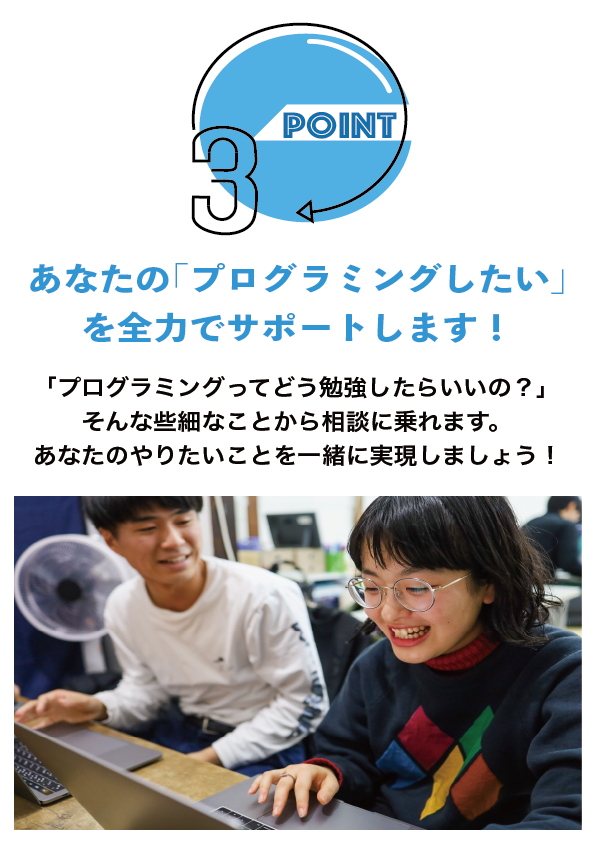 POINT
3
あなたの「プログラミングしたい」
を全力でサポートします！
「プログラミングってどう勉強したらいいの？」
そんな些細なことから相談に乗れます。
あなたのやりたいことを一緒に実現しましょう！